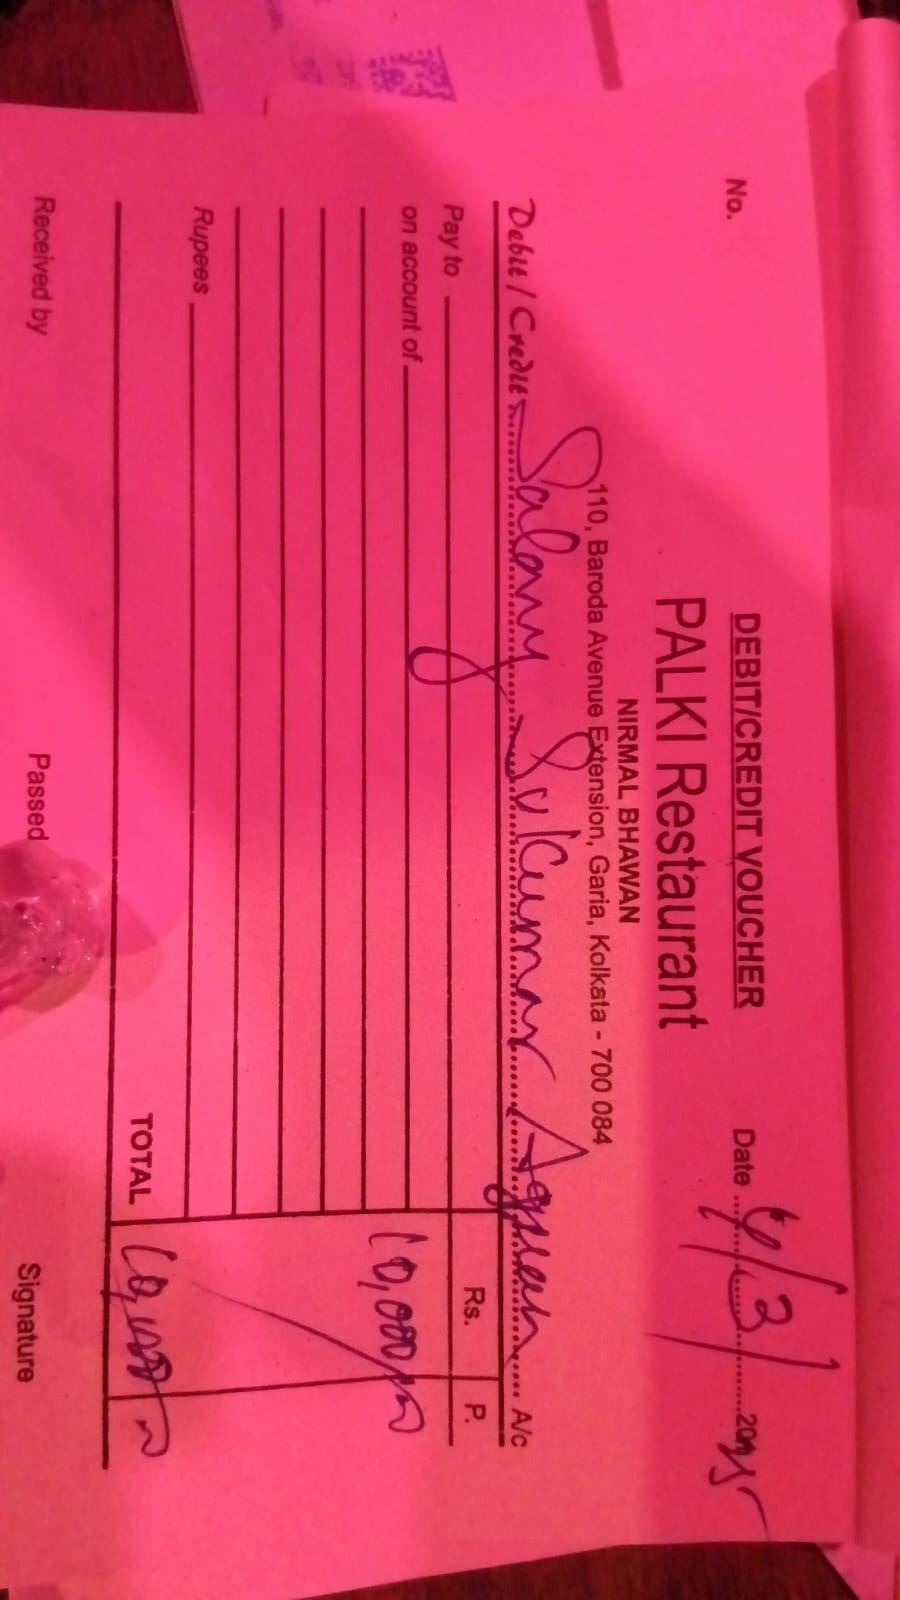 DEBIT/CREDIT VOUCHER
No.
Date 4/3/2025
PALKI Restaurant
NIRMAL BHAWAN
110, Baroda Avenue Extension, Garia, Kolkata - 700 084
Debit / Credit Salary Sukumar A/c
Pay to Rs. P.
on account of 10,000/-
Rupees
TOTAL 10,000/-
Received by Passed Signature